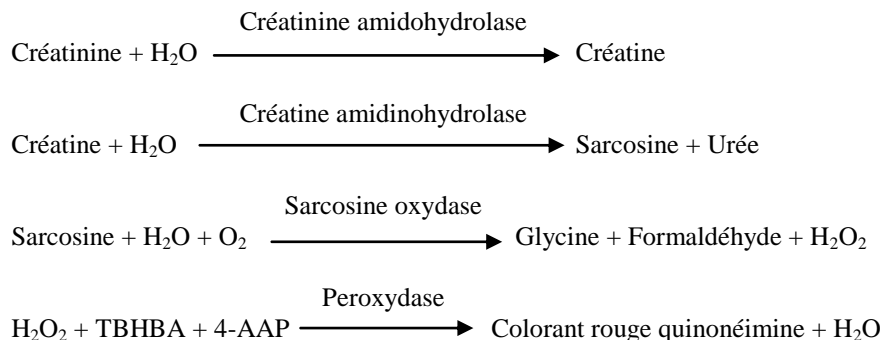 Créatinine amidohydrolase
Créatinine + H₂O Créatine
Créatine amidinohydrolase
Créatine + H₂O Sarcosine + Urée
Sarcosine oxydase
Sarcosine + H₂O + O₂ Glycine + Formaldéhyde + H₂O₂
Peroxydase
H₂O₂ + TBHBA + 4-AAP Colorant rouge quinonéimine + H₂O